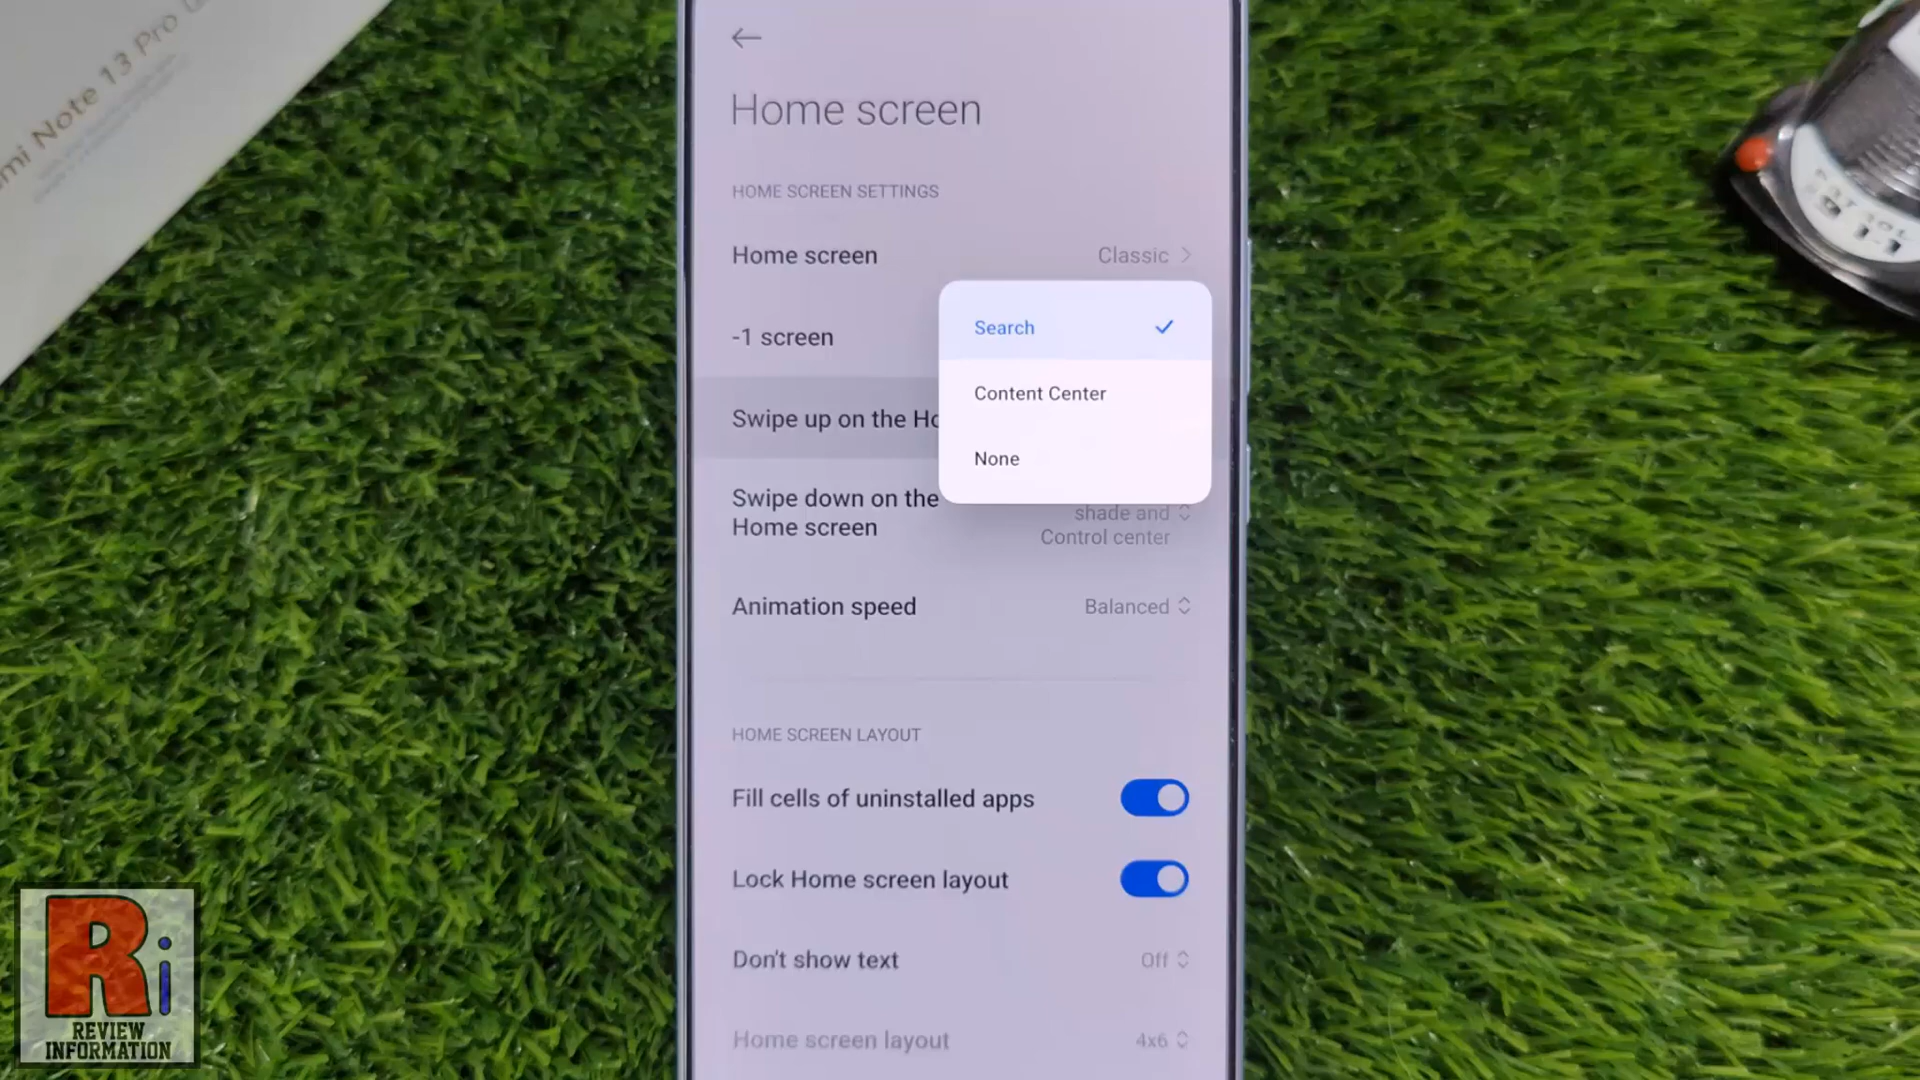 mi Note 13 Pro
Home screen
HOME SCREEN SETTINGS
Home screen
Classic
-1 screen
Search
Content Center
Swipe up on the Ho
None
Swipe down on the
Home screen
shade and
Control center
Animation speed
Balanced
HOME SCREEN LAYOUT
Fill cells of uninstalled apps
Lock Home screen layout
Don't show text
Off
Home screen layout
4x6
Ri
REVIEW
INFORMATION